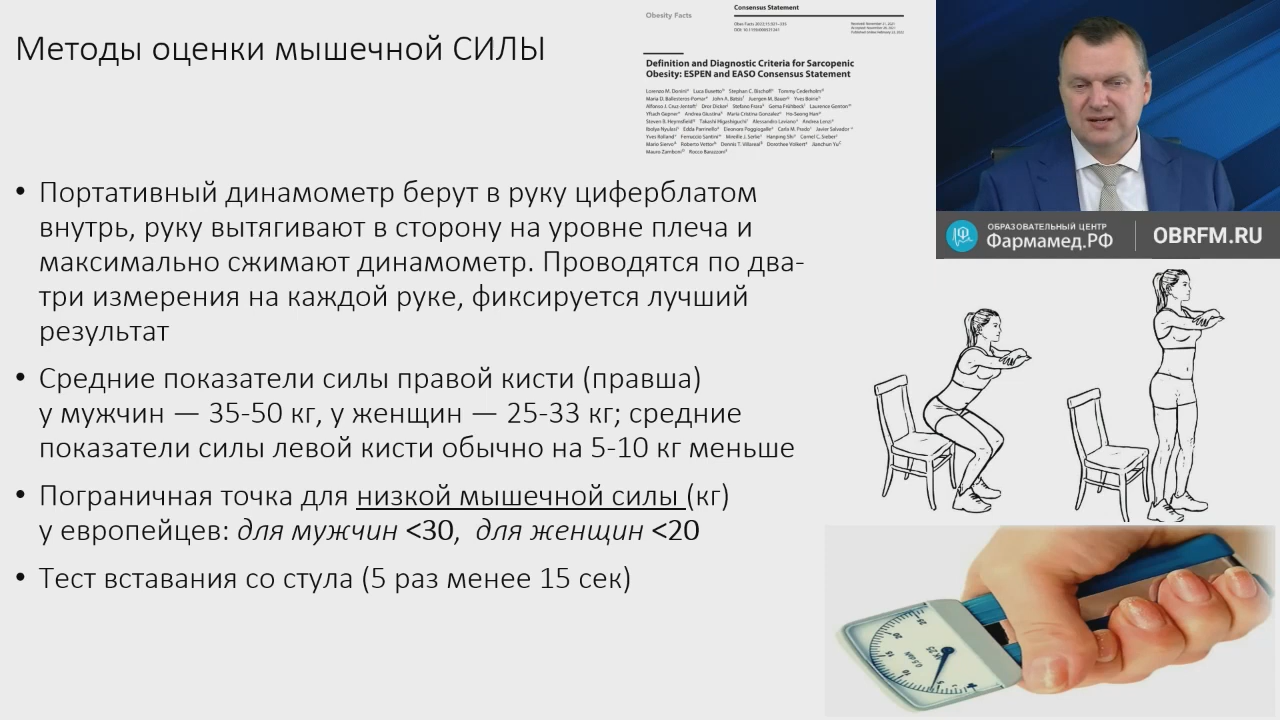 Методы оценки мышечной СИЛЫ
Obesity Facts
Consensus Statement
Definition and Diagnostic Criteria for Sarcopenic
Obesity: ESPEN and EASO Consensus Statement
• Портативный динамометр берут в руку циферблатом
внутрь, руку вытягивают в сторону на уровне плеча и
максимально сжимают динамометр. Проводятся по два-
три измерения на каждой руке, фиксируется лучший
результат
• Средние показатели силы правой кисти (правша)
у мужчин — 35-50 кг, у женщин — 25-33 кг; средние
показатели силы левой кисти обычно на 5-10 кг меньше
• Пограничная точка для низкой мышечной силы (кг)
у европейцев: для мужчин <30, для женщин <20
• Тест вставания со стула (5 раз менее 15 сек)
ОБРАЗОВАТЕЛЬНЫЙ ЦЕНТР
Фармамед.РФ
OBRFM.RU